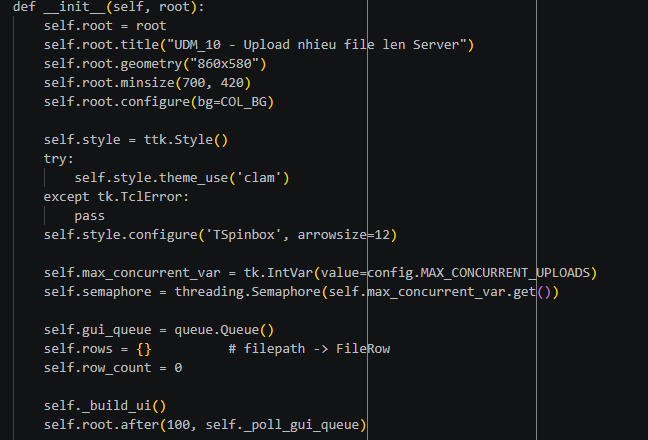 def __init__(self, root):
    self.root = root
    self.root.title("UDM_10 - Upload nhieu file len Server")
    self.root.geometry("860x580")
    self.root.minsize(700, 420)
    self.root.configure(bg=COL_BG)

    self.style = ttk.Style()
    try:
        self.style.theme_use('clam')
    except tk.TclError:
        pass
    self.style.configure('TSpinbox', arrowsize=12)

    self.max_concurrent_var = tk.IntVar(value=config.MAX_CONCURRENT_UPLOADS)
    self.semaphore = threading.Semaphore(self.max_concurrent_var.get())

    self.gui_queue = queue.Queue()
    self.rows = {}          # filepath -> FileRow
    self.row_count = 0

    self._build_ui()
    self.root.after(100, self._poll_gui_queue)